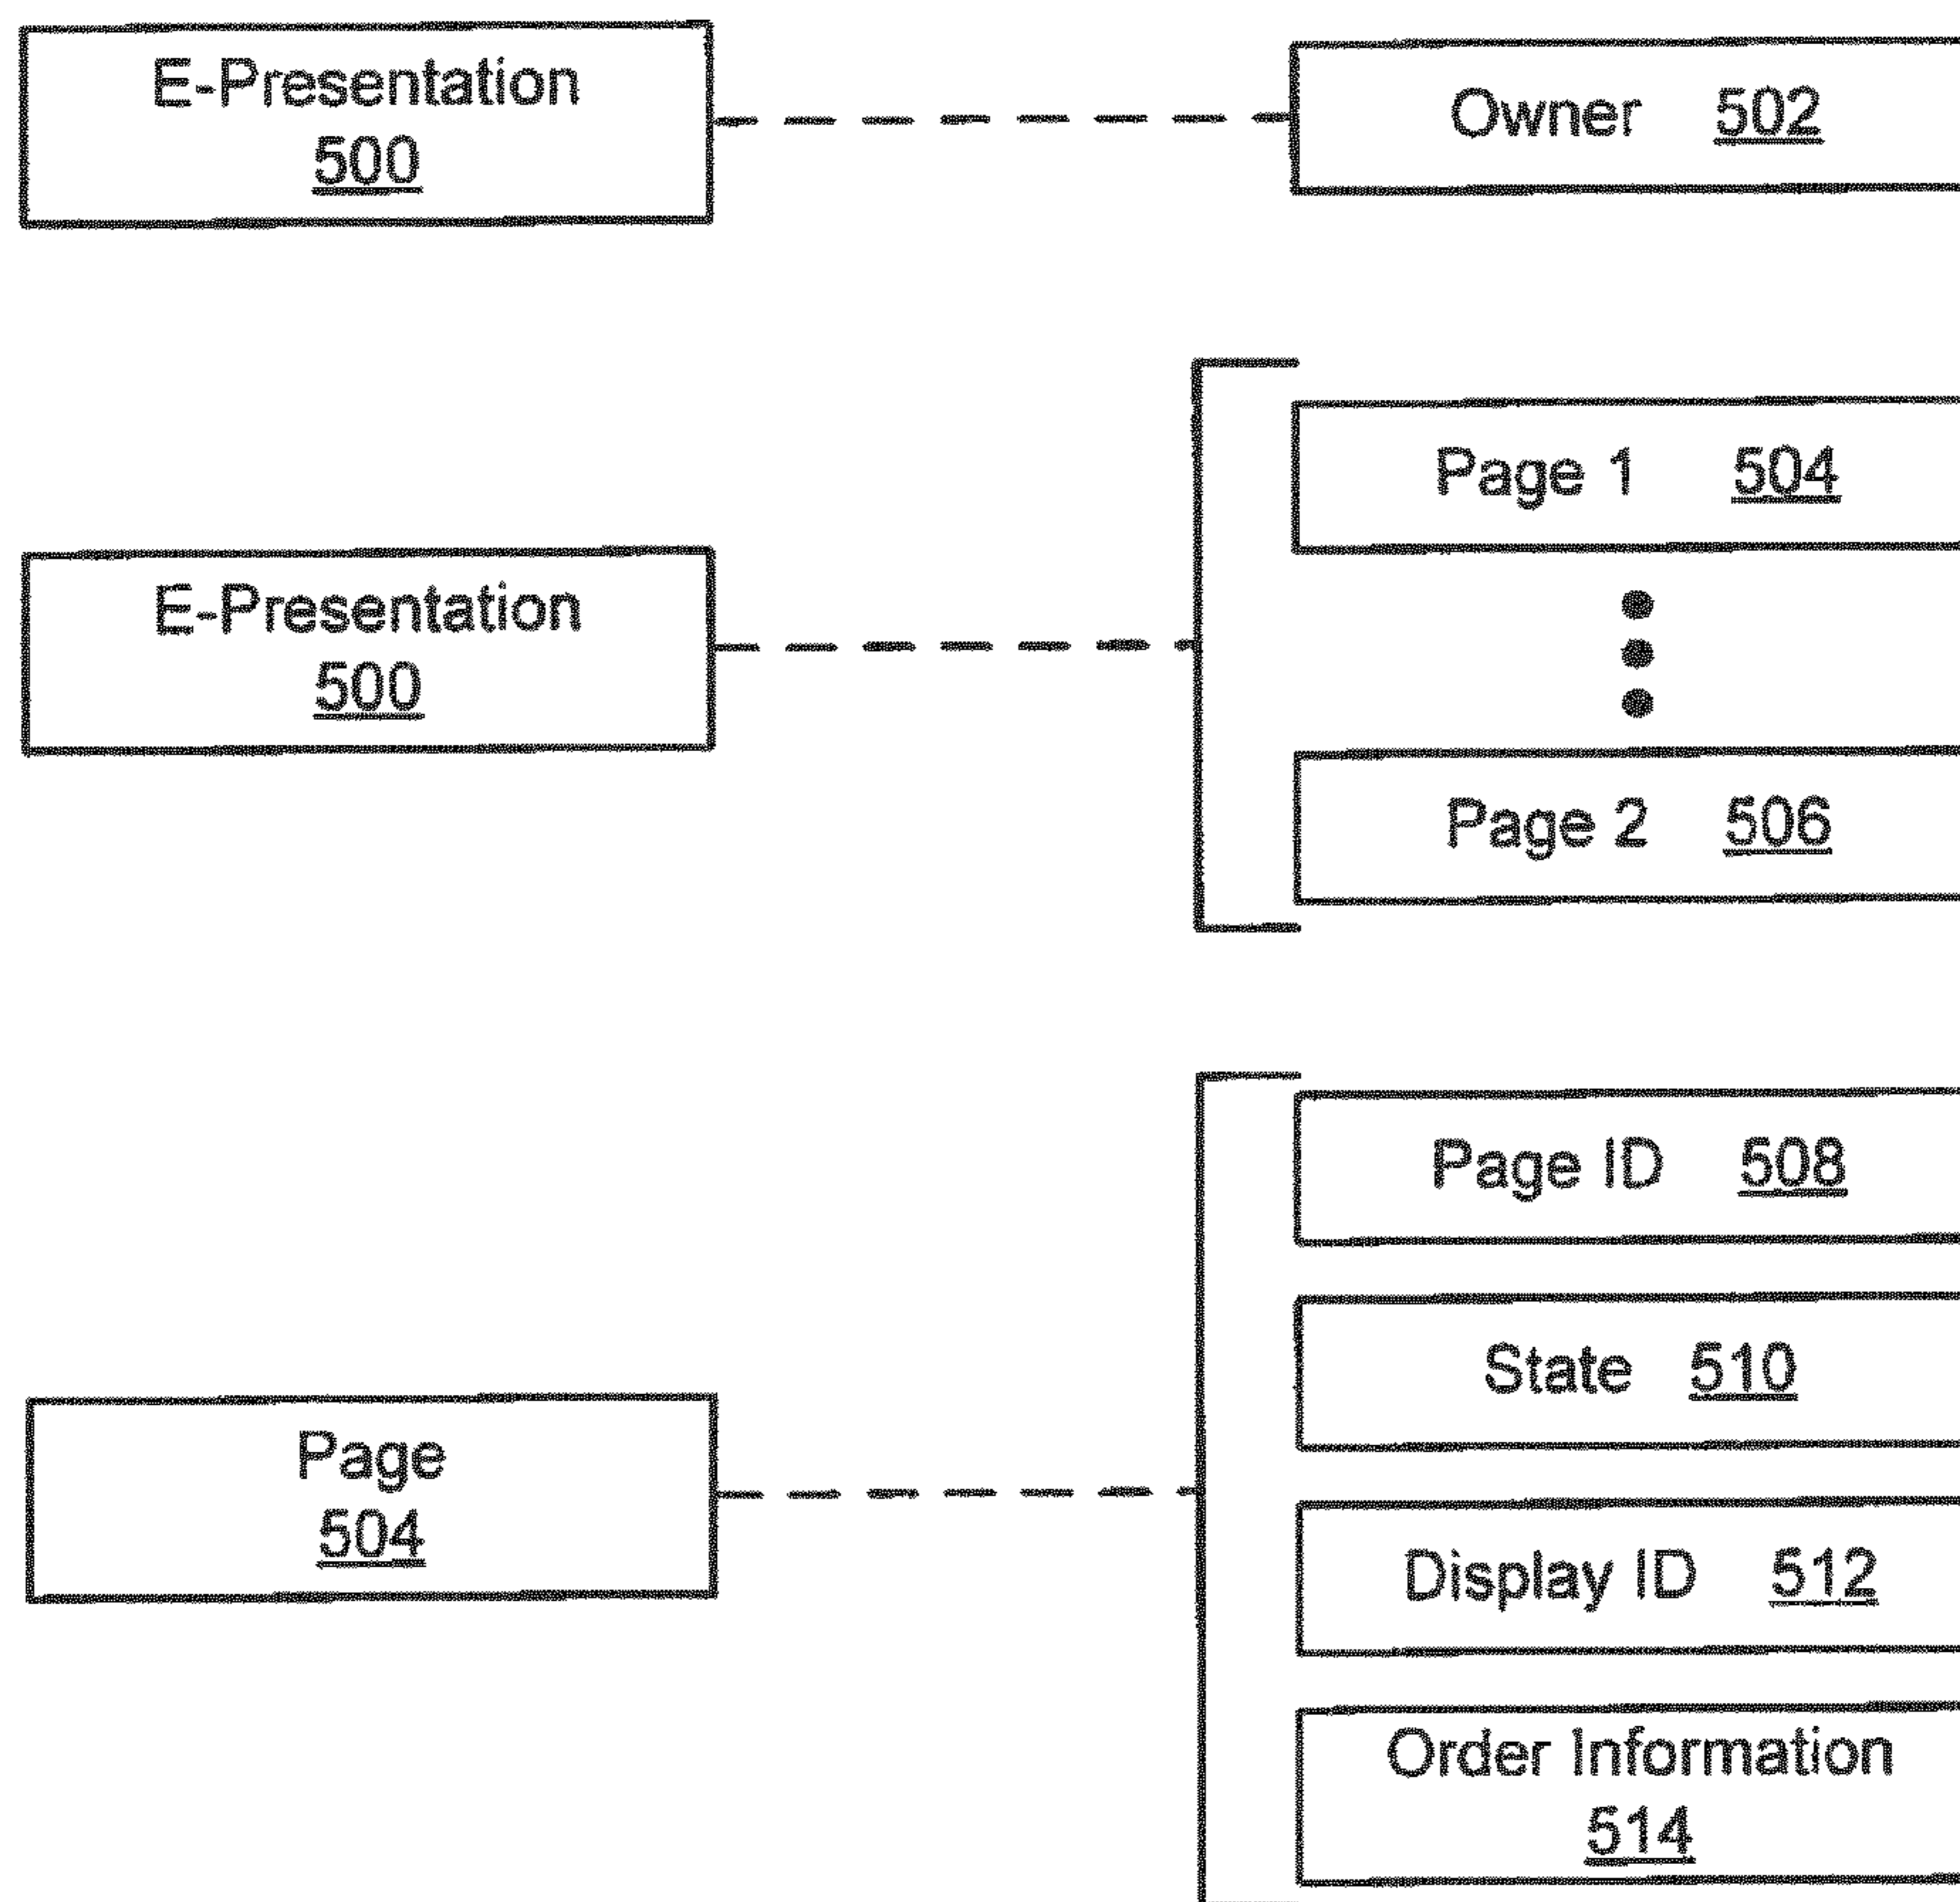 E-Presentation
500
Owner 502
Page 1 504
E-Presentation
500
Page 2 506
Page ID 508
State 510
Page
504
Display ID 512
Order Information
514